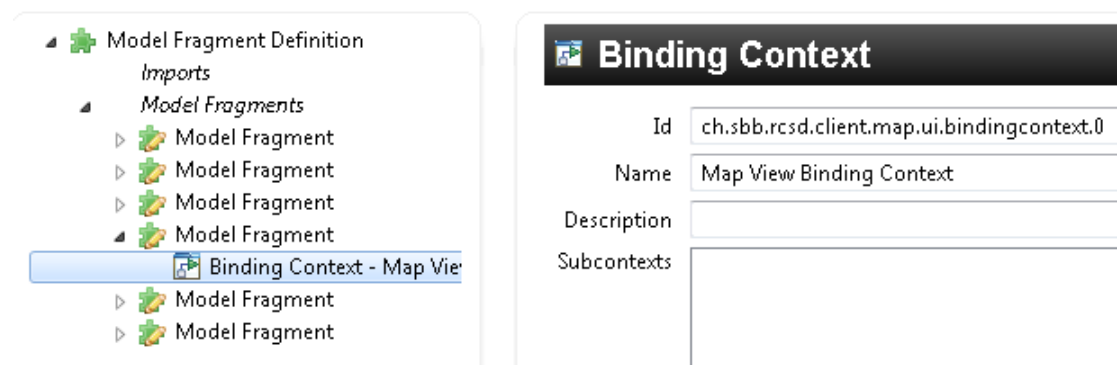 Model Fragment Definition
Imports
Model Fragments
Model Fragment
Model Fragment
Model Fragment
Model Fragment
Binding Context - Map Vie
Model Fragment
Model Fragment
Binding Context
Id ch.sbb.rcsd.client.map.ui.bindingcontext.0
Name Map View Binding Context
Description
Subcontexts